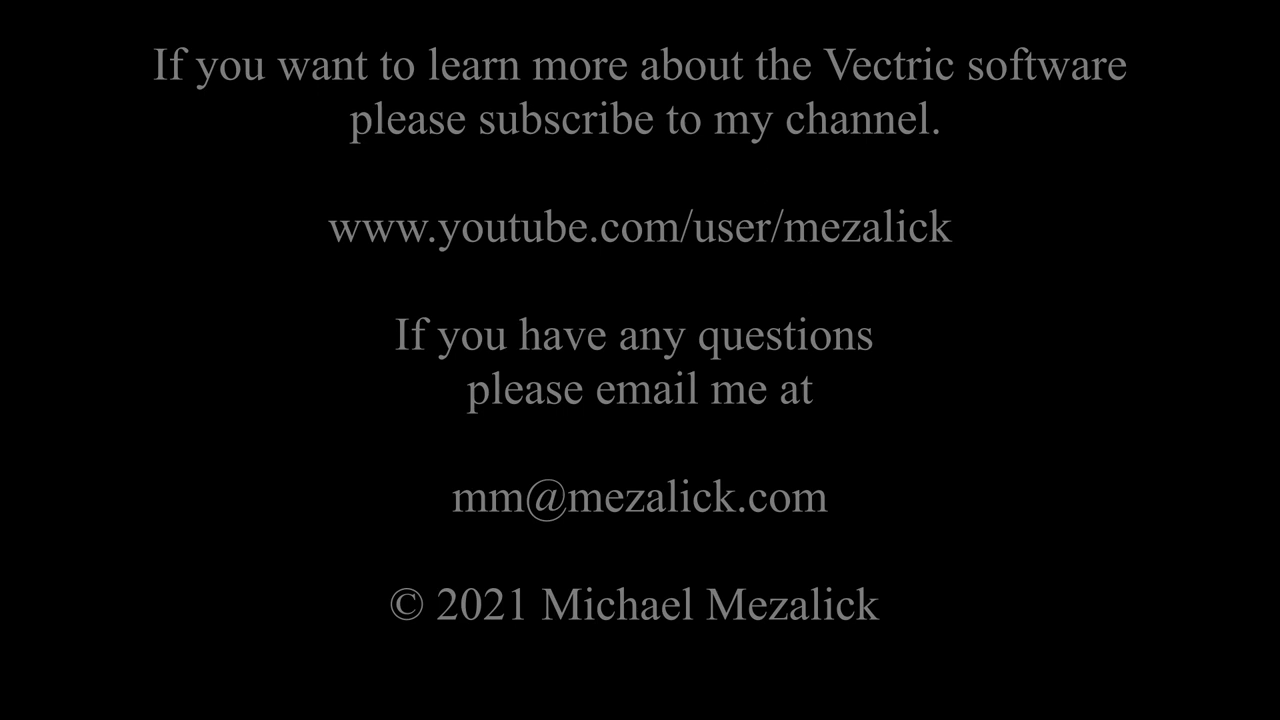 If you want to learn more about the Vectric software
please subscribe to my channel.
www.youtube.com/user/mezalick
If you have any questions
please email me at
mm@mezalick.com
© 2021 Michael Mezalick